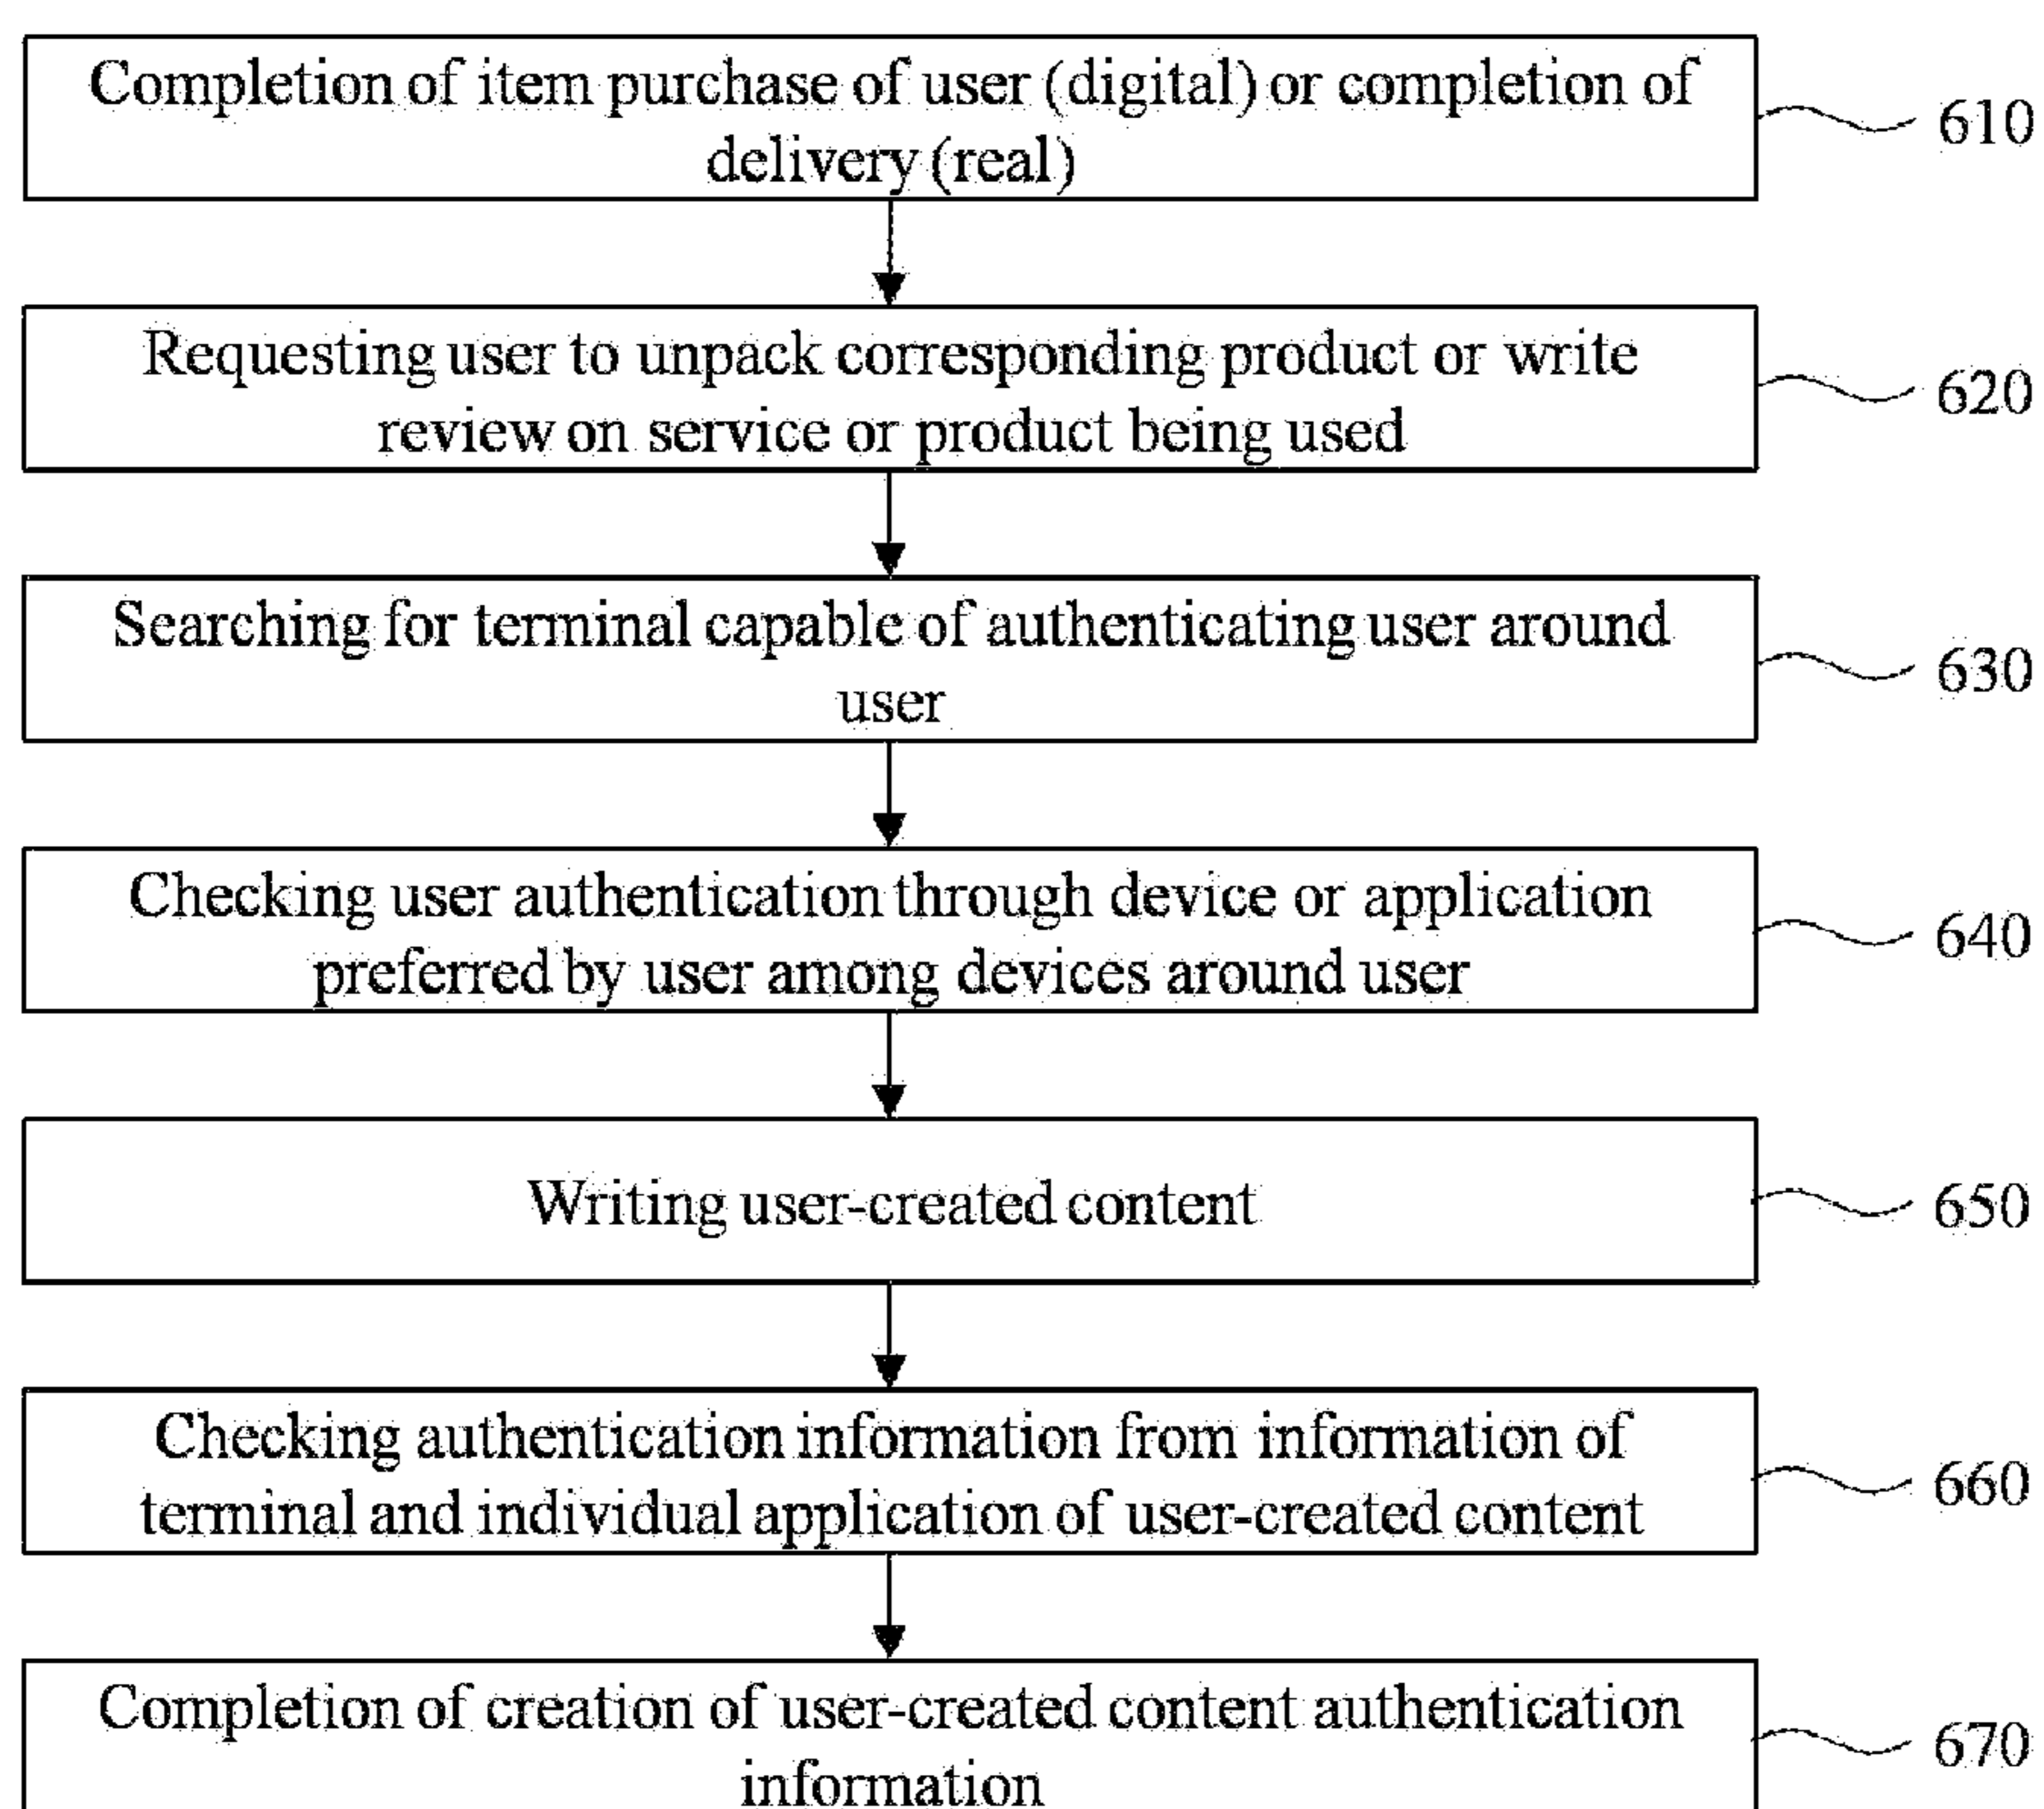 Completion of item purchase of user (digital) or completion of
delivery (real)
610
Requesting user to unpack corresponding product or write
review on service or product being used
620
Searching for terminal capable of authenticating user around
user
630
Checking user authentication through device or application
preferred by user among devices around user
640
Writing user-created content
650
Checking authentication information from information of
terminal and individual application of user-created content
660
Completion of creation of user-created content authentication
information
670